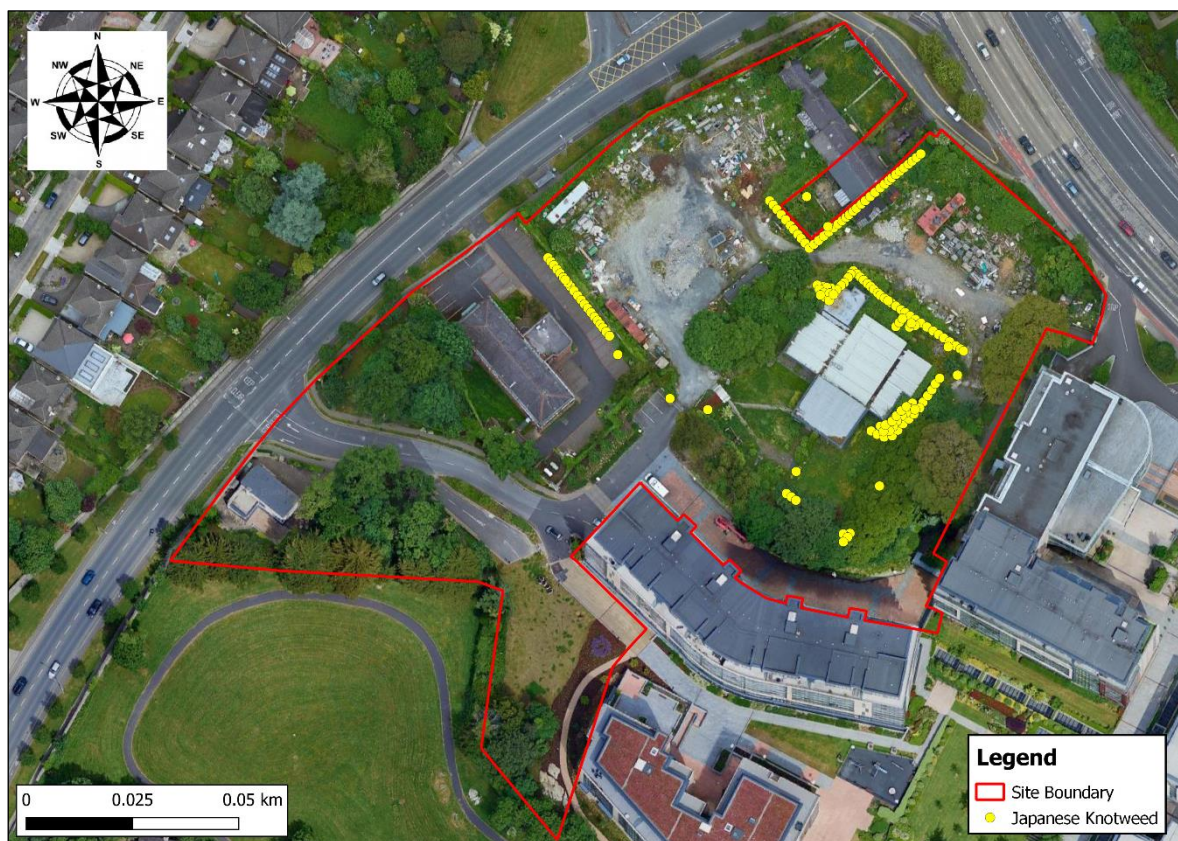 N
NW NE
W E
SW SE
S
0 0.025 0.05 km
Legend
Site Boundary
Japanese Knotweed